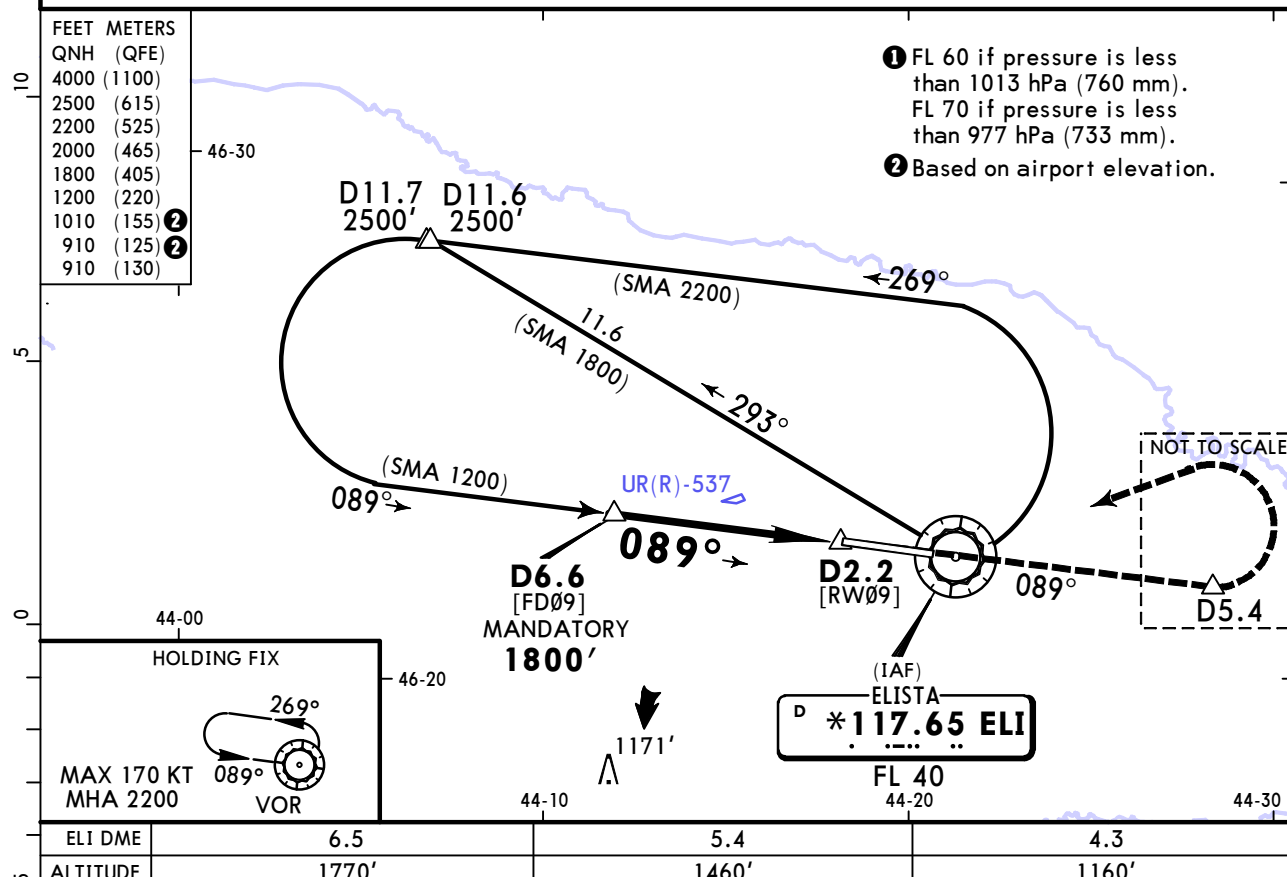 FEET METERS
QNH (QFE)
4000 (1100)
2500 (615)
2200 (525)
2000 (465)
1800 (405)
1200 (220)
1010 (155) 2
910 (125) 2
910 (130)
1 FL 60 if pressure is less
than 1013 hPa (760 mm).
FL 70 if pressure is less
than 977 hPa (733 mm).
2 Based on airport elevation.
10
5
0
46-30
D11.7
2500′
D11.6
2500′
(SMA 2200)
269°
11.6
(SMA 1800)
293°
(SMA 1200)
089°
UR(R)-537
089°
NOT TO SCALE
D6.6
[FDØ9]
MANDATORY
1800′
D2.2
[RWØ9]
089°
D5.4
44-00
46-20
HOLDING FIX
269°
089°
MAX 170 KT
MHA 2200
VOR
1171′
(IAF)
ELISTA
D *117.65 ELI
FL 40
44-10
44-20
44-30
ELI DME 6.5 5.4 4.3
ALTITUDE 1770′ 1460′ 1160′